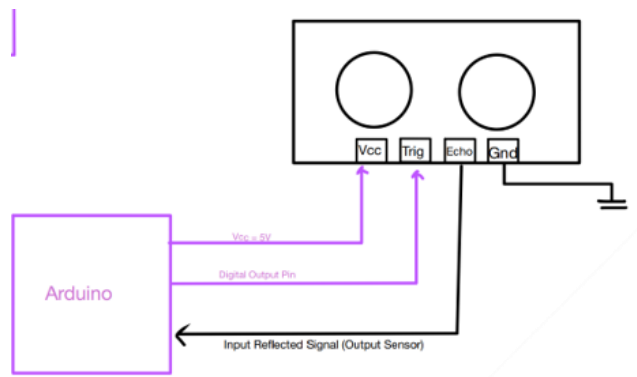 Vcc Trig Echo Gnd
Vcc = 5V
Digital Output Pin
Arduino
Input Reflected Signal (Output Sensor)